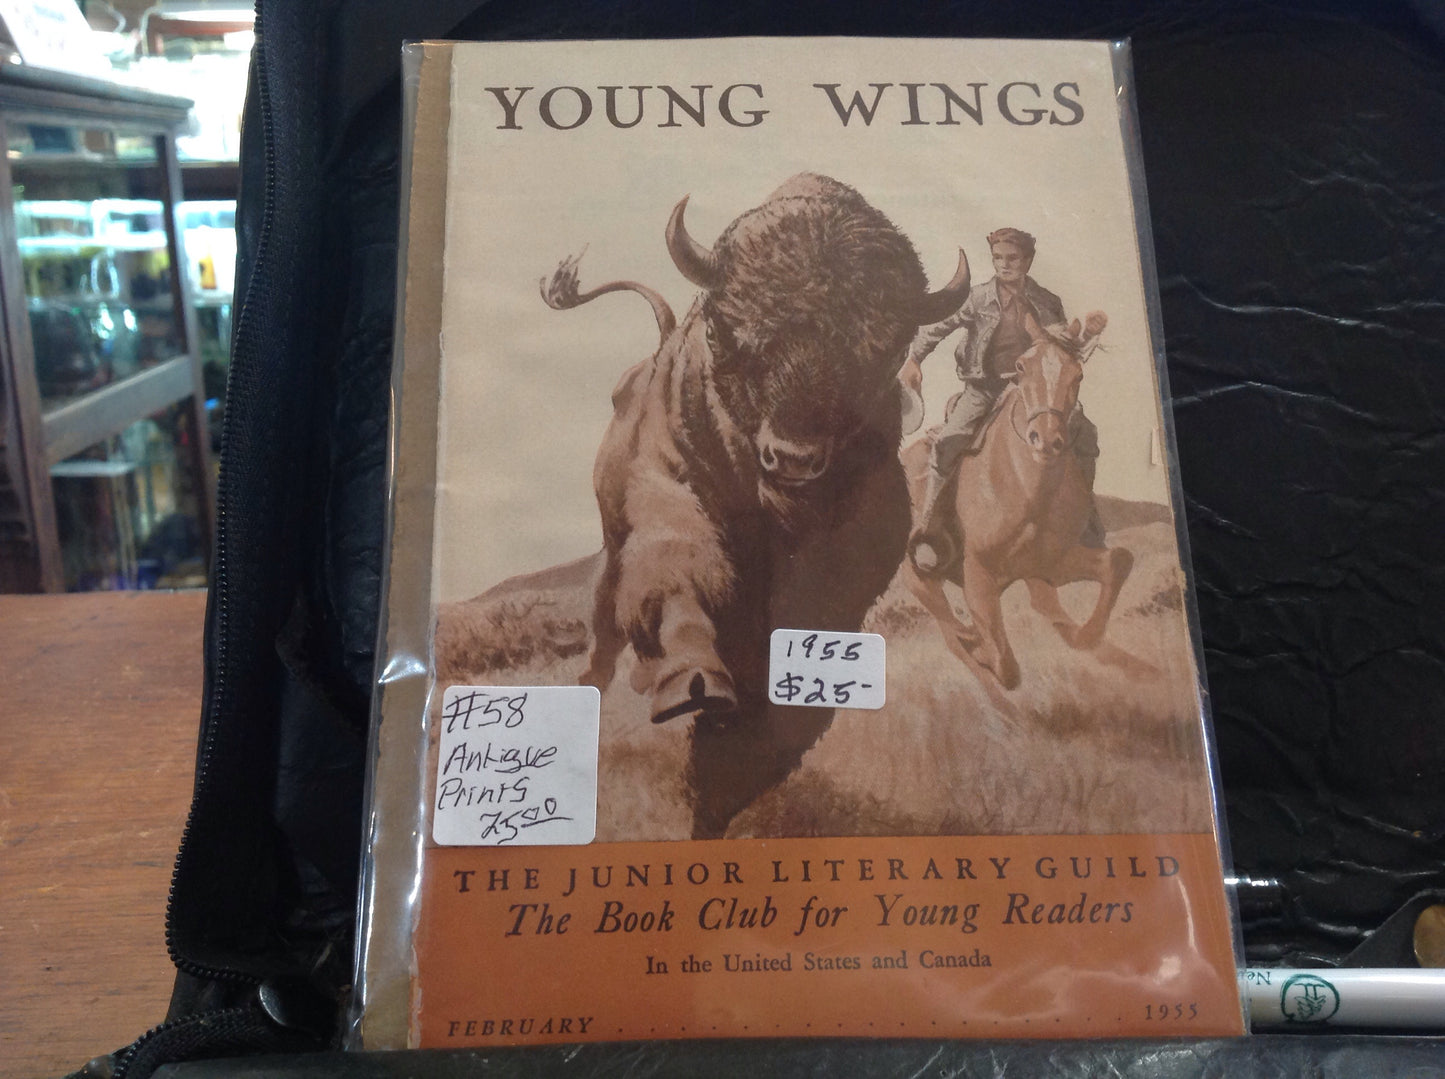 YOUNG WINGS
1955
$25-
#58
Antique
Prints
25.00
THE JUNIOR LITERARY GUILD
The Book Club for Young Readers
In the United States and Canada
FEBRUARY . . . . . . . . . . . . . . . . . 1955